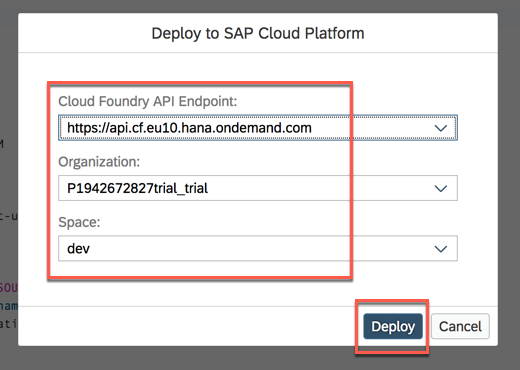 Deploy to SAP Cloud Platform
Cloud Foundry API Endpoint:
https://api.cf.eu10.hana.ondemand.com
Organization:
P1942672827trial_trial
Space:
dev
Deploy
Cancel